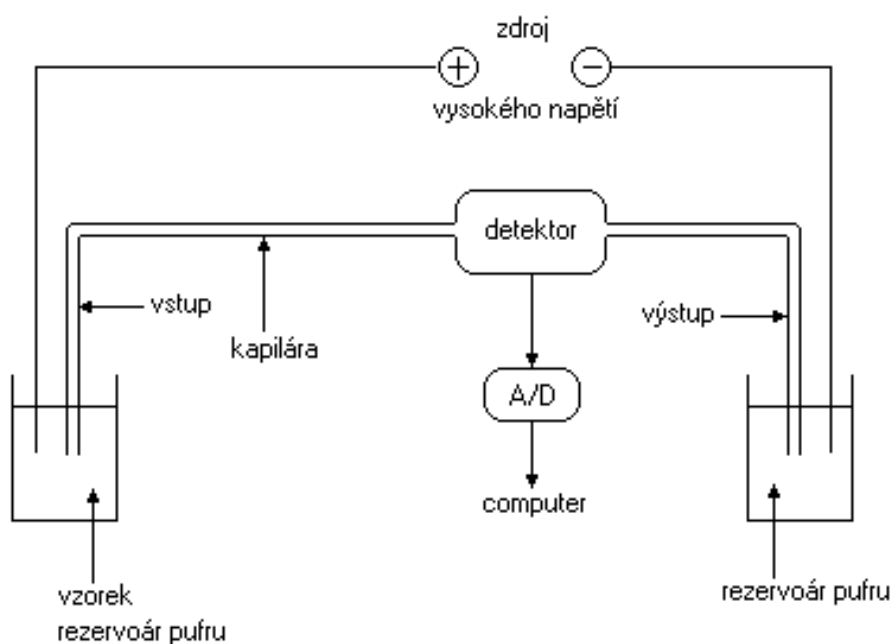 zdroj
+ −
vysokého napětí
detektor
vstup
výstup
kapilára
A/D
computer
vzorek
rezervoár pufru
rezervoár pufru